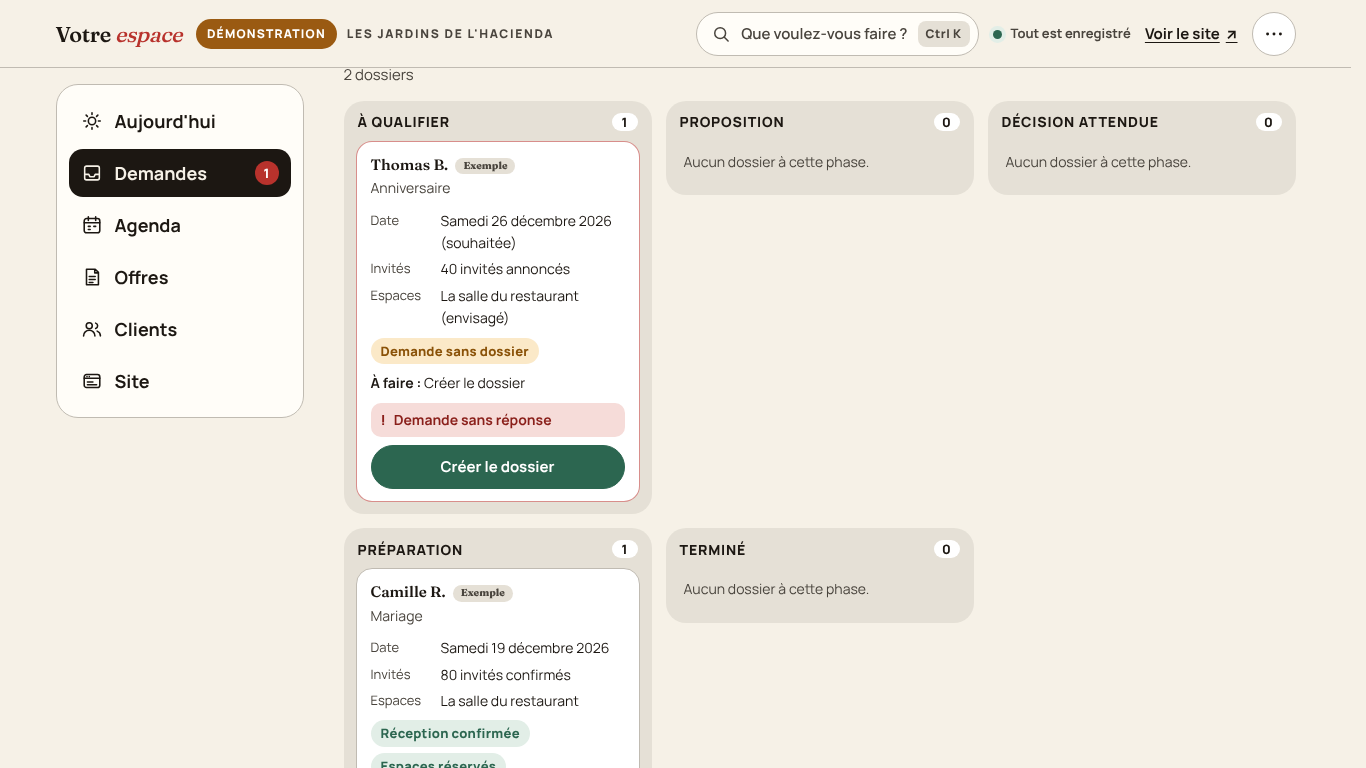 Votre espace DÉMONSTRATION LES JARDINS DE L'HACIENDA
Que voulez-vous faire ? Ctrl K
Tout est enregistré
Voir le site
Aujourd'hui
Demandes 1
Agenda
Offres
Clients
Site
2 dossiers
À QUALIFIER 1
Thomas B. Exemple
Anniversaire
Date Samedi 26 décembre 2026
(souhaitée)
Invités 40 invités annoncés
Espaces La salle du restaurant
(envisagé)
Demande sans dossier
À faire : Créer le dossier
! Demande sans réponse
Créer le dossier
PROPOSITION 0
Aucun dossier à cette phase.
DÉCISION ATTENDUE 0
Aucun dossier à cette phase.
PRÉPARATION 1
Camille R. Exemple
Mariage
Date Samedi 19 décembre 2026
Invités 80 invités confirmés
Espaces La salle du restaurant
Réception confirmée
Espaces réservés
TERMINÉ 0
Aucun dossier à cette phase.